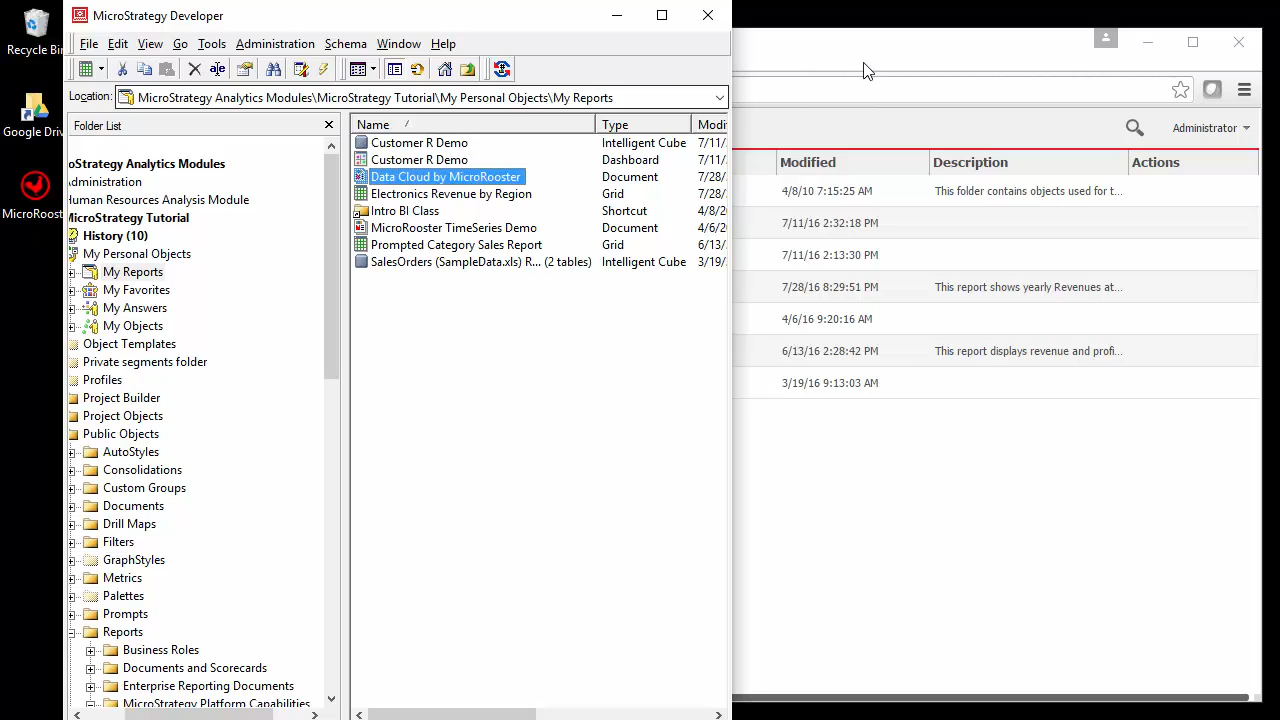 Recycle Bin
Google Driv
MicroRoost
MicroStrategy Developer
File Edit View Go Tools Administration Schema Window Help
Location: MicroStrategy Analytics Modules\MicroStrategy Tutorial\My Personal Objects\My Reports
Folder List
oStrategy Analytics Modules
dministration
uman Resources Analysis Module
MicroStrategy Tutorial
History (10)
My Personal Objects
My Reports
My Favorites
My Answers
My Objects
Object Templates
Private segments folder
Profiles
Project Builder
Project Objects
Public Objects
AutoStyles
Consolidations
Custom Groups
Documents
Drill Maps
Filters
GraphStyles
Metrics
Palettes
Prompts
Reports
Business Roles
Documents and Scorecards
Enterprise Reporting Documents
MicroStrategy Platform Capabilities
Name Type Modi
Customer R Demo Intelligent Cube 7/11/
Customer R Demo Dashboard 7/11/
Data Cloud by MicroRooster Document 7/28/
Electronics Revenue by Region Grid 7/28/
Intro BI Class Shortcut 4/8/0
MicroRooster TimeSeries Demo Document 4/6/0
Prompted Category Sales Report Grid 6/13/
SalesOrders (SampleData.xls) R... (2 tables) Intelligent Cube 3/19/
Administrator
Modified Description Actions
4/8/10 7:15:25 AM This folder contains objects used for t...
7/11/16 2:32:18 PM
7/11/16 2:13:30 PM
7/28/16 8:29:51 PM This report shows yearly Revenues at...
4/6/16 9:20:16 AM
6/13/16 2:28:42 PM This report displays revenue and profi...
3/19/16 9:13:03 AM